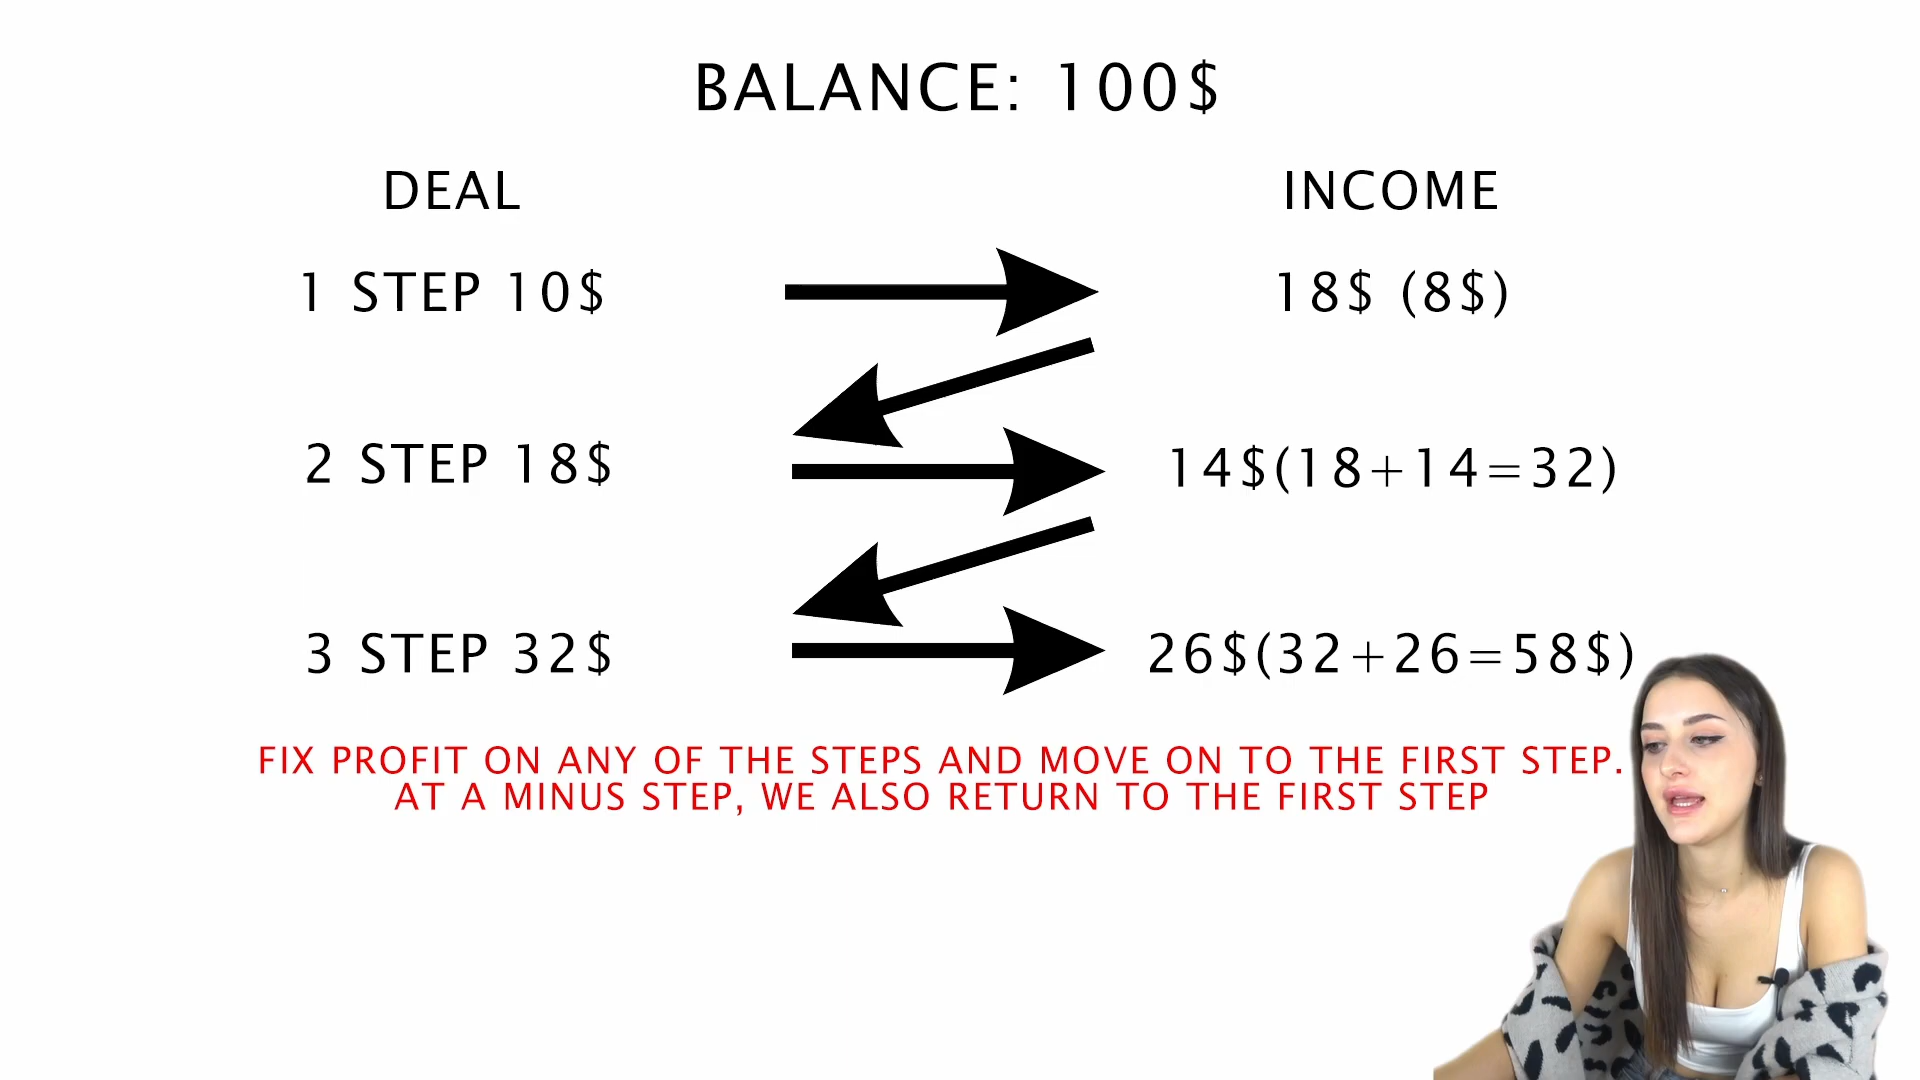 BALANCE: 100$
DEAL INCOME
1 STEP 10$ 18$ (8$)
2 STEP 18$ 14$(18+14=32)
3 STEP 32$ 26$(32+26=58$)
FIX PROFIT ON ANY OF THE STEPS AND MOVE ON TO THE FIRST STEP.
AT A MINUS STEP, WE ALSO RETURN TO THE FIRST STEP